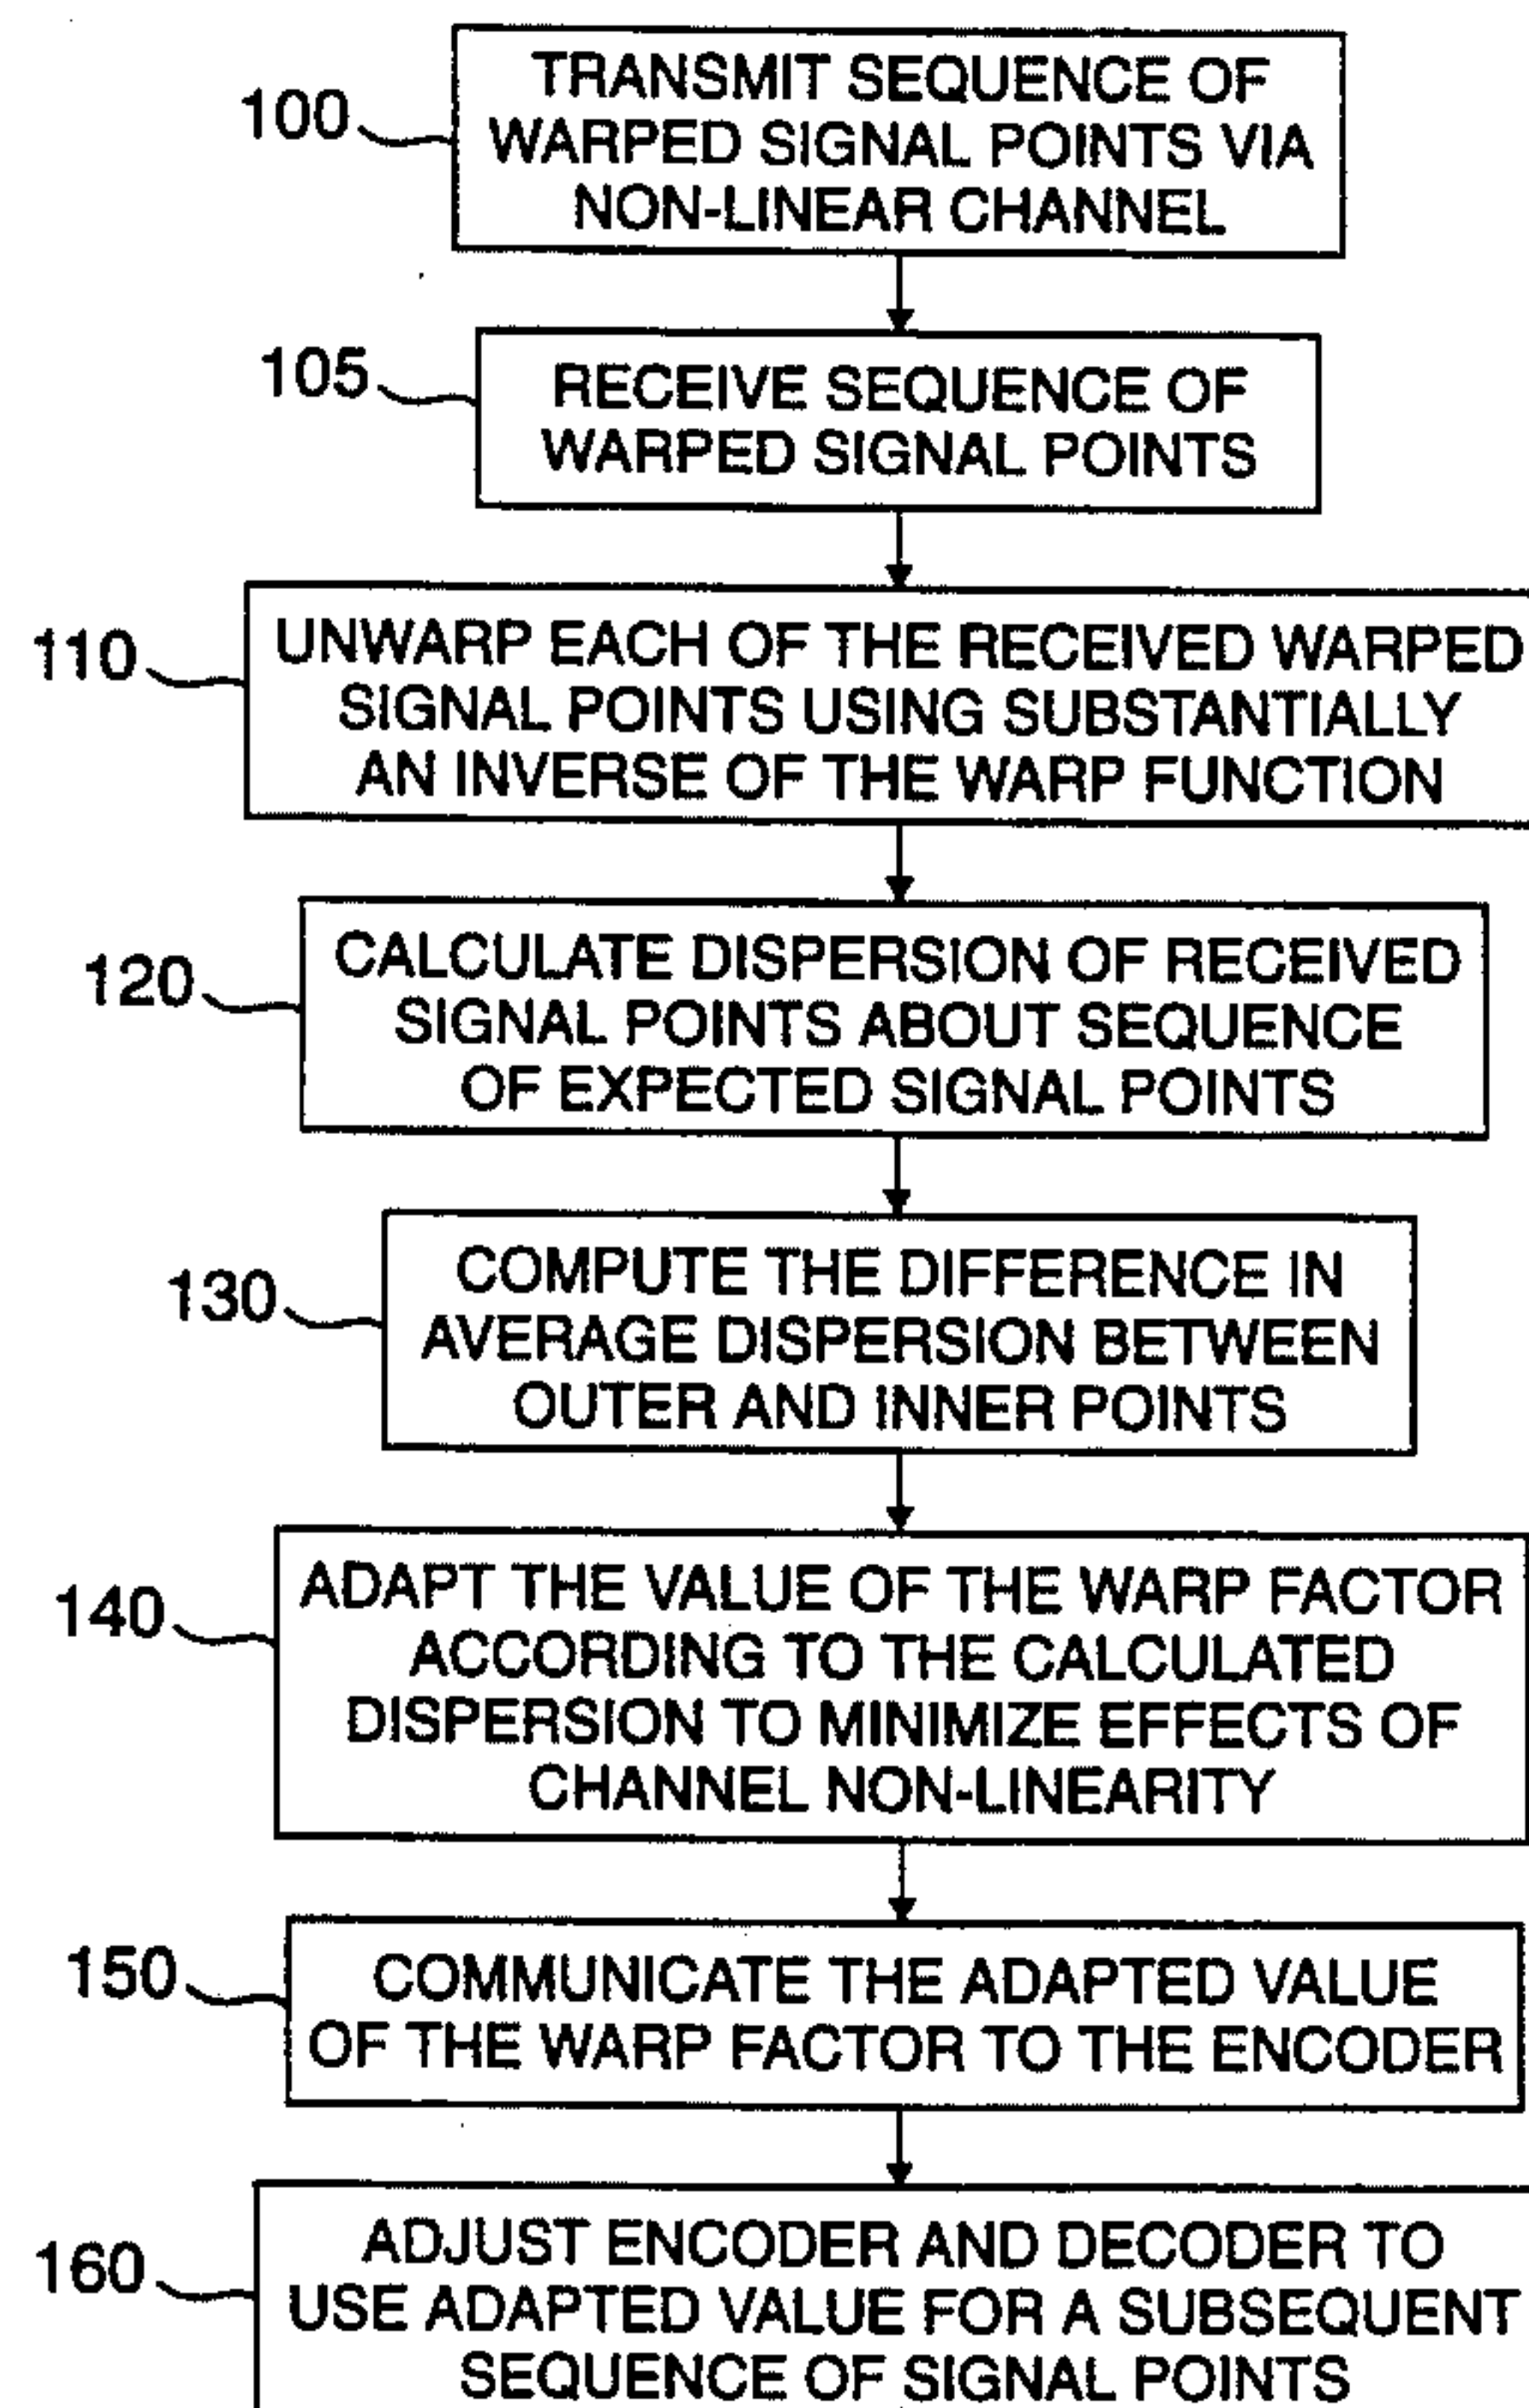 100
TRANSMIT SEQUENCE OF
WARPED SIGNAL POINTS VIA
NON-LINEAR CHANNEL
105
RECEIVE SEQUENCE OF
WARPED SIGNAL POINTS
110
UNWARP EACH OF THE RECEIVED WARPED
SIGNAL POINTS USING SUBSTANTIALLY
AN INVERSE OF THE WARP FUNCTION
120
CALCULATE DISPERSION OF RECEIVED
SIGNAL POINTS ABOUT SEQUENCE
OF EXPECTED SIGNAL POINTS
130
COMPUTE THE DIFFERENCE IN
AVERAGE DISPERSION BETWEEN
OUTER AND INNER POINTS
140
ADAPT THE VALUE OF THE WARP FACTOR
ACCORDING TO THE CALCULATED
DISPERSION TO MINIMIZE EFFECTS OF
CHANNEL NON-LINEARITY
150
COMMUNICATE THE ADAPTED VALUE
OF THE WARP FACTOR TO THE ENCODER
160
ADJUST ENCODER AND DECODER TO
USE ADAPTED VALUE FOR A SUBSEQUENT
SEQUENCE OF SIGNAL POINTS